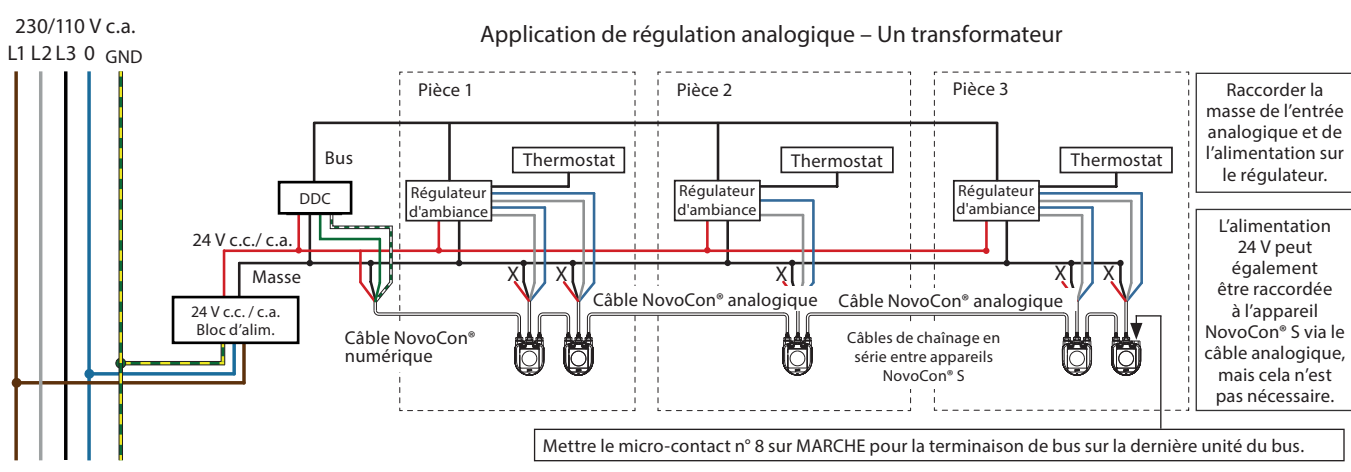 230/110 V c.a.
L1 L2 L3 0 GND
Application de régulation analogique – Un transformateur
Pièce 1
Pièce 2
Pièce 3
Bus
DDC
Thermostat
Thermostat
Thermostat
Régulateur
d'ambiance
Régulateur
d'ambiance
Régulateur
d'ambiance
24 V c.c./ c.a.
Masse
24 V c.c. / c.a.
Bloc d'alim.
X
X
X
X
X
Câble NovoCon®
numérique
Câble NovoCon® analogique
Câble NovoCon® analogique
Câbles de chaînage en
série entre appareils
NovoCon® S
Raccorder la
masse de l'entrée
analogique et de
l'alimentation sur
le régulateur.
L'alimentation
24 V peut
également
être raccordée
à l'appareil
NovoCon® S via le
câble analogique,
mais cela n'est
pas nécessaire.
Mettre le micro-contact n° 8 sur MARCHE pour la terminaison de bus sur la dernière unité du bus.